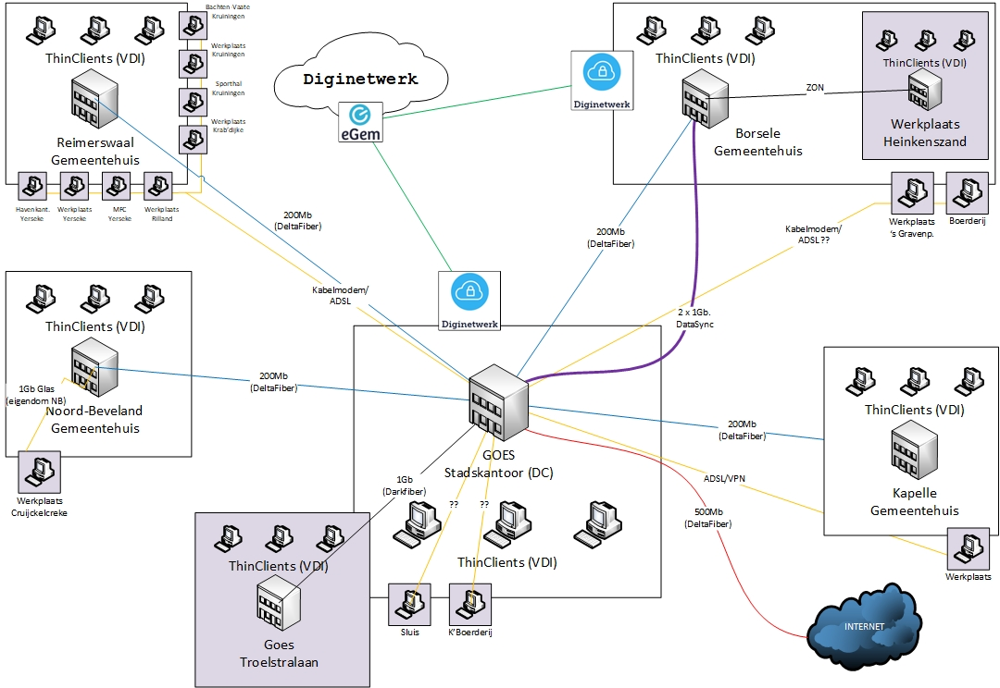 Bachten-Vaate
Kruiningen
ThinClients (VDI)
Werkplaats
Kruiningen
Sporthal
Kruiningen
Werkplaats
Krab'dijke
Reimerswaal
Gemeentehuis
Havenkant.
Yerseke
Werkplaats
Yerseke
MFC
Yerseke
Werkplaats
Rilland
Diginetwerk
eGem
Diginetwerk
ThinClients (VDI)
Borsele
Gemeentehuis
ZON
ThinClients (VDI)
Werkplaats
Heinkenszand
Werkplaats
's Gravenp.
Boerderij
200Mb
(DeltaFiber)
200Mb
(DeltaFiber)
Kabelmodem/
ADSL ??
Kabelmodem/
ADSL
Diginetwerk
2 x 1Gb.
DataSync
ThinClients (VDI)
1Gb Glas
(eigendom NB)
Noord-Beveland
Gemeentehuis
Werkplaats
Cruijckelcreke
200Mb
(DeltaFiber)
GOES
Stadskantoor (DC)
200Mb
(DeltaFiber)
ThinClients (VDI)
Kapelle
Gemeentehuis
ADSL/VPN
1Gb
(Darkfiber)
??
??
500Mb
(DeltaFiber)
ThinClients (VDI)
Werkplaats
ThinClients (VDI)
Goes
Troelstralaan
Sluis
K'Boerderij
INTERNET